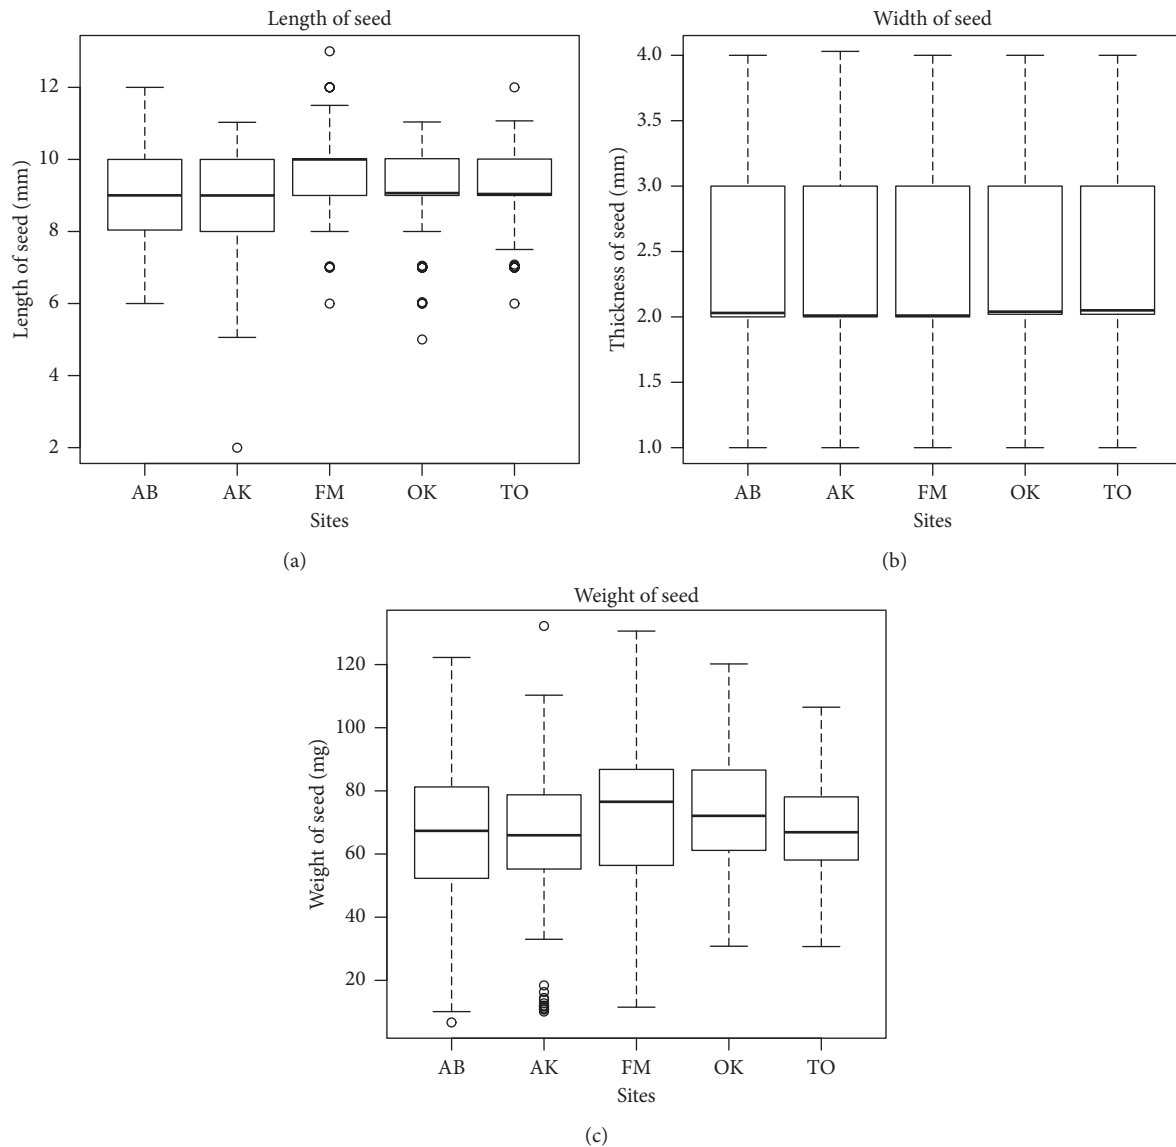 Length of seed
Length of seed (mm)
12
10
8
6
4
2
AB AK FM OK TO
Sites
(a)
Width of seed
Thickness of seed (mm)
4.0
3.5
3.0
2.5
2.0
1.5
1.0
AB AK FM OK TO
Sites
(b)
Weight of seed
Weight of seed (mg)
120
100
80
60
40
20
AB AK FM OK TO
Sites
(c)